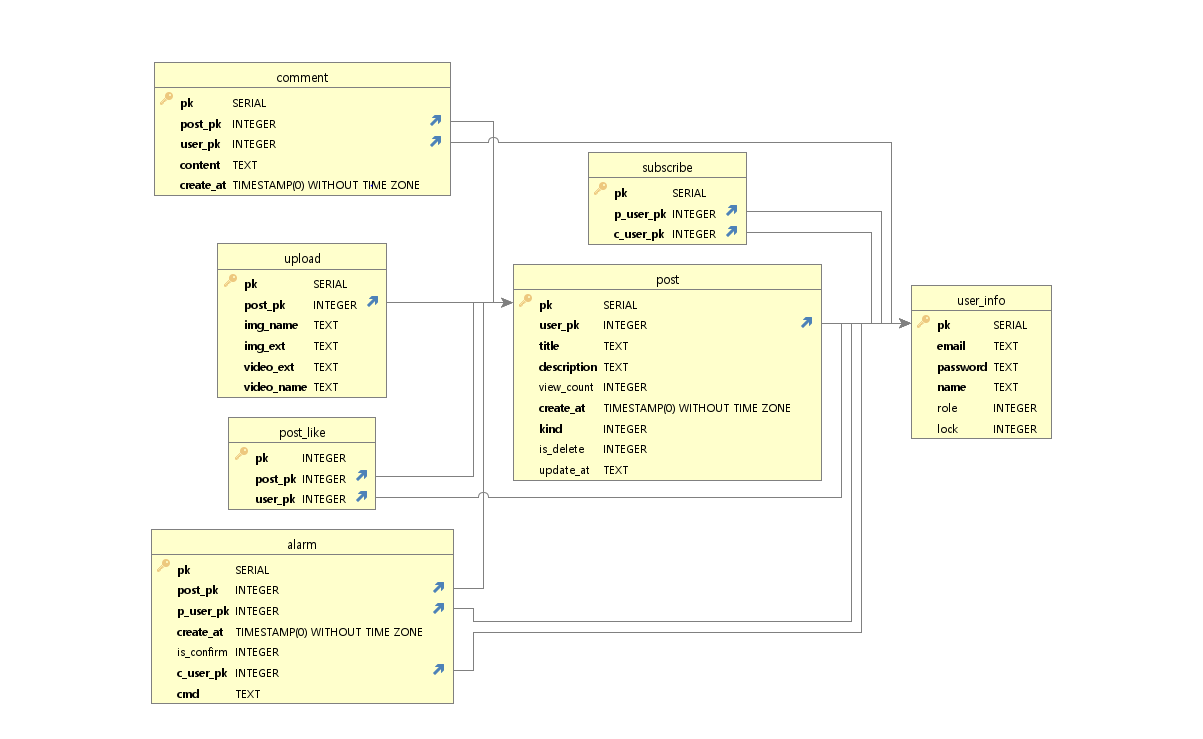 comment
pk SERIAL
post_pk INTEGER
user_pk INTEGER
content TEXT
create_at TIMESTAMP(0) WITHOUT TIME ZONE
subscribe
pk SERIAL
p_user_pk INTEGER
c_user_pk INTEGER
upload
pk SERIAL
post_pk INTEGER
img_name TEXT
img_ext TEXT
video_ext TEXT
video_name TEXT
post
pk SERIAL
user_pk INTEGER
title TEXT
description TEXT
view_count INTEGER
create_at TIMESTAMP(0) WITHOUT TIME ZONE
kind INTEGER
is_delete INTEGER
update_at TEXT
user_info
pk SERIAL
email TEXT
password TEXT
name TEXT
role INTEGER
lock INTEGER
post_like
pk INTEGER
post_pk INTEGER
user_pk INTEGER
alarm
pk SERIAL
post_pk INTEGER
p_user_pk INTEGER
create_at TIMESTAMP(0) WITHOUT TIME ZONE
is_confirm INTEGER
c_user_pk INTEGER
cmd TEXT